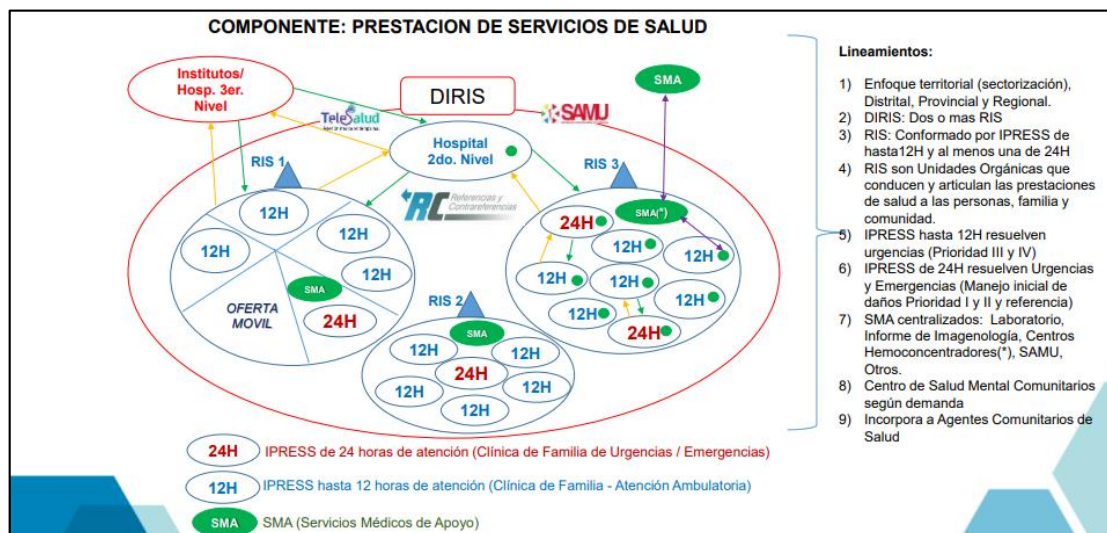 COMPONENTE: PRESTACION DE SERVICIOS DE SALUD
Institutos/
Hosp. 3er.
Nivel
TeleSalud
DIRIS
SAMU
SMA
Hospital
2do. Nivel
RIS 1
RIS 3
RC Referencias y
Contrareferencias
12H
12H
12H
12H
OFERTA
MOVIL
SMA
24H
RIS 2
SMA
12H
12H
24H
12H
12H
12H
SMA(*)
24H
12H
12H
12H
12H
12H
12H
24H
24H IPRESS de 24 horas de atención (Clínica de Familia de Urgencias / Emergencias)
12H IPRESS hasta 12 horas de atención (Clínica de Familia - Atención Ambulatoria)
SMA SMA (Servicios Médicos de Apoyo)
Lineamientos:
1) Enfoque territorial (sectorización),
Distrital, Provincial y Regional.
2) DIRIS: Dos o mas RIS
3) RIS: Conformado por IPRESS de
hasta12H y al menos una de 24H
4) RIS son Unidades Orgánicas que
conducen y articulan las prestaciones
de salud a las personas, familia y
comunidad.
5) IPRESS hasta 12H resuelven
urgencias (Prioridad III y IV)
6) IPRESS de 24H resuelven Urgencias
y Emergencias (Manejo inicial de
daños Prioridad I y II y referencia)
7) SMA centralizados: Laboratorio,
Informe de Imagenología, Centros
Hemoconcentradores(*), SAMU,
Otros.
8) Centro de Salud Mental Comunitarios
según demanda
9) Incorpora a Agentes Comunitarios de
Salud